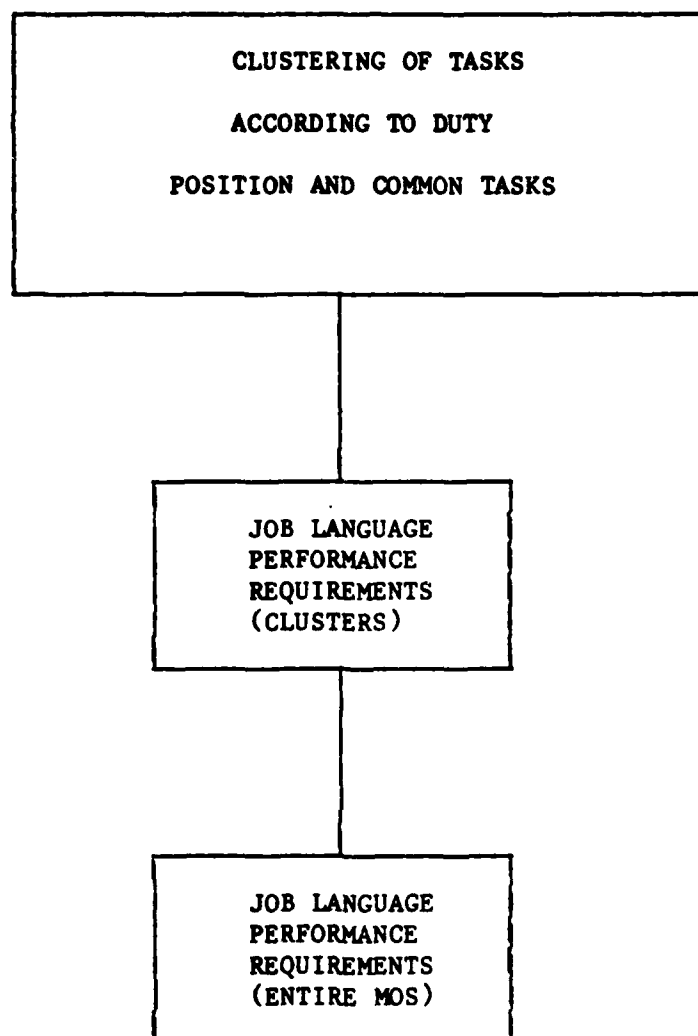 CLUSTERING OF TASKS
ACCORDING TO DUTY
POSITION AND COMMON TASKS
JOB LANGUAGE
PERFORMANCE
REQUIREMENTS
(CLUSTERS)
JOB LANGUAGE
PERFORMANCE
REQUIREMENTS
(ENTIRE MOS)